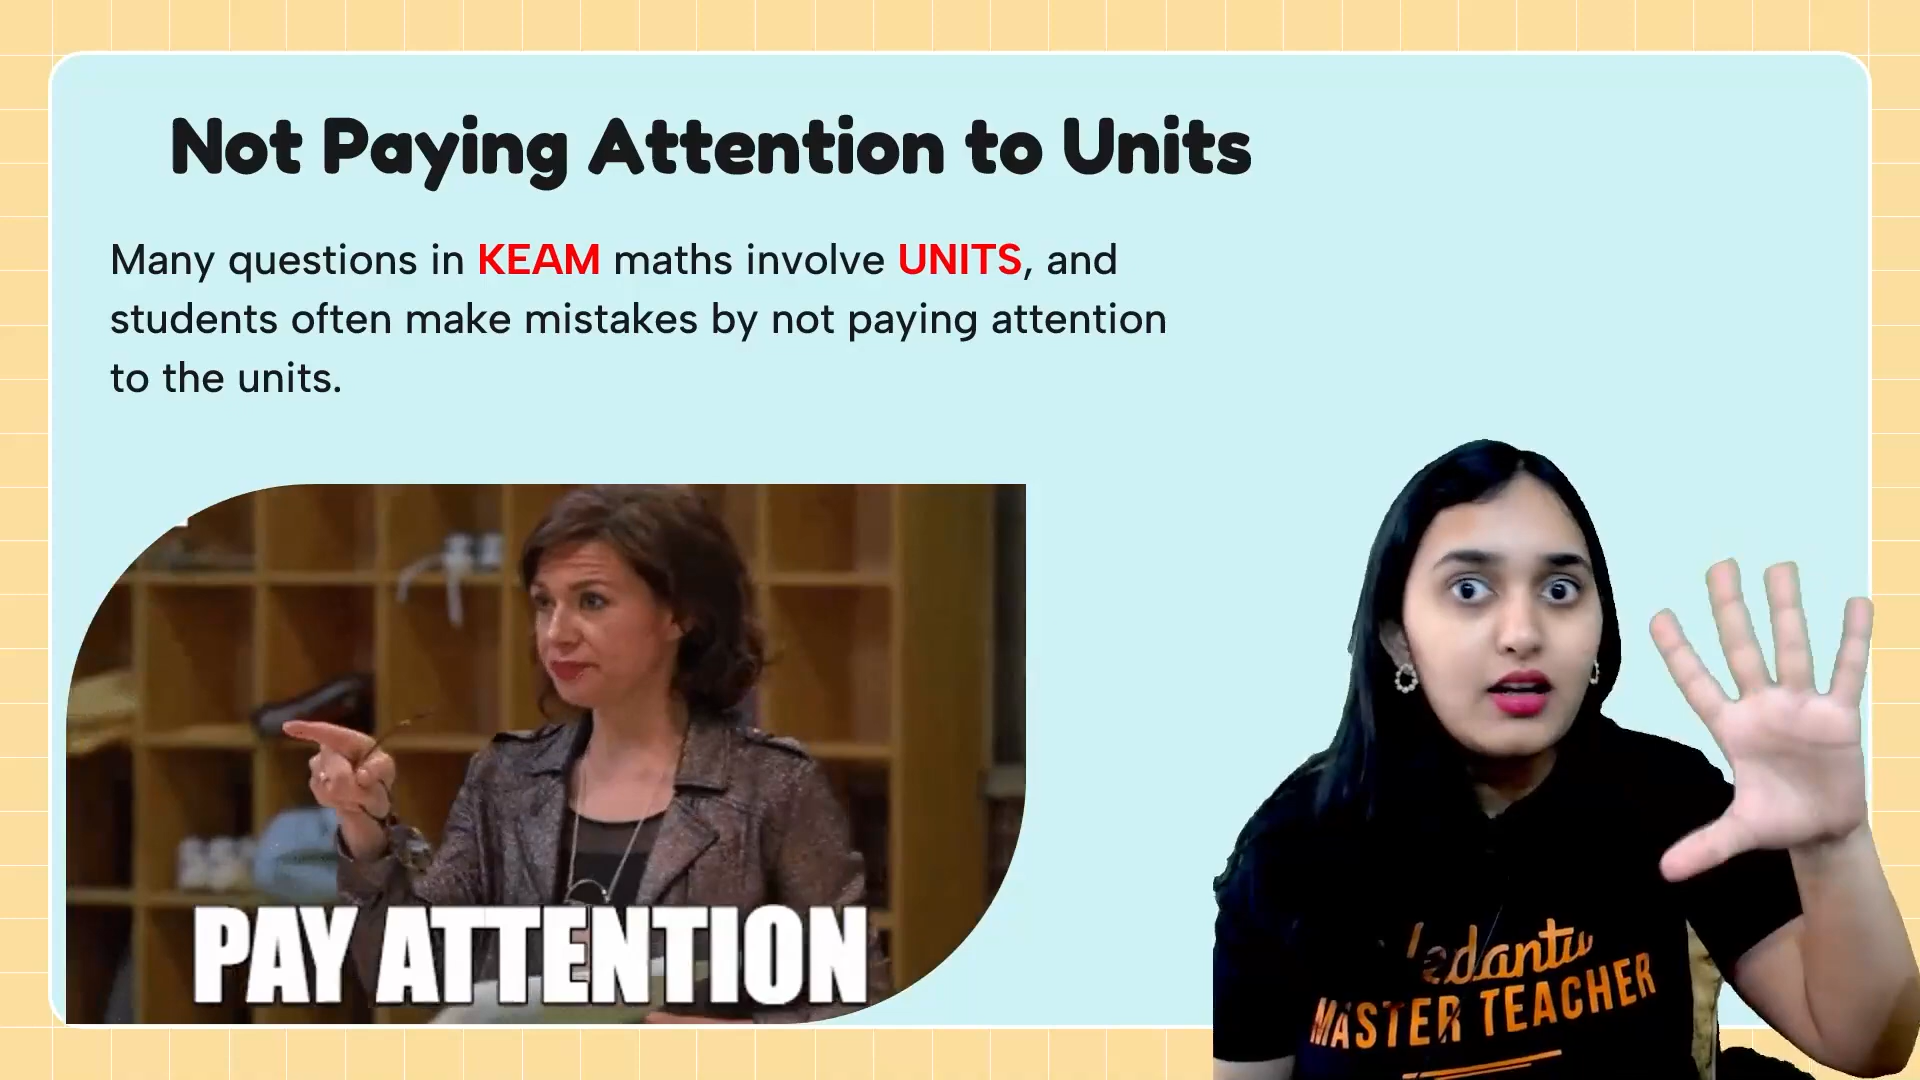 Not Paying Attention to Units
Many questions in KEAM maths involve UNITS, and
students often make mistakes by not paying attention
to the units.
PAY ATTENTION
Vedantu
MASTER TEACHER